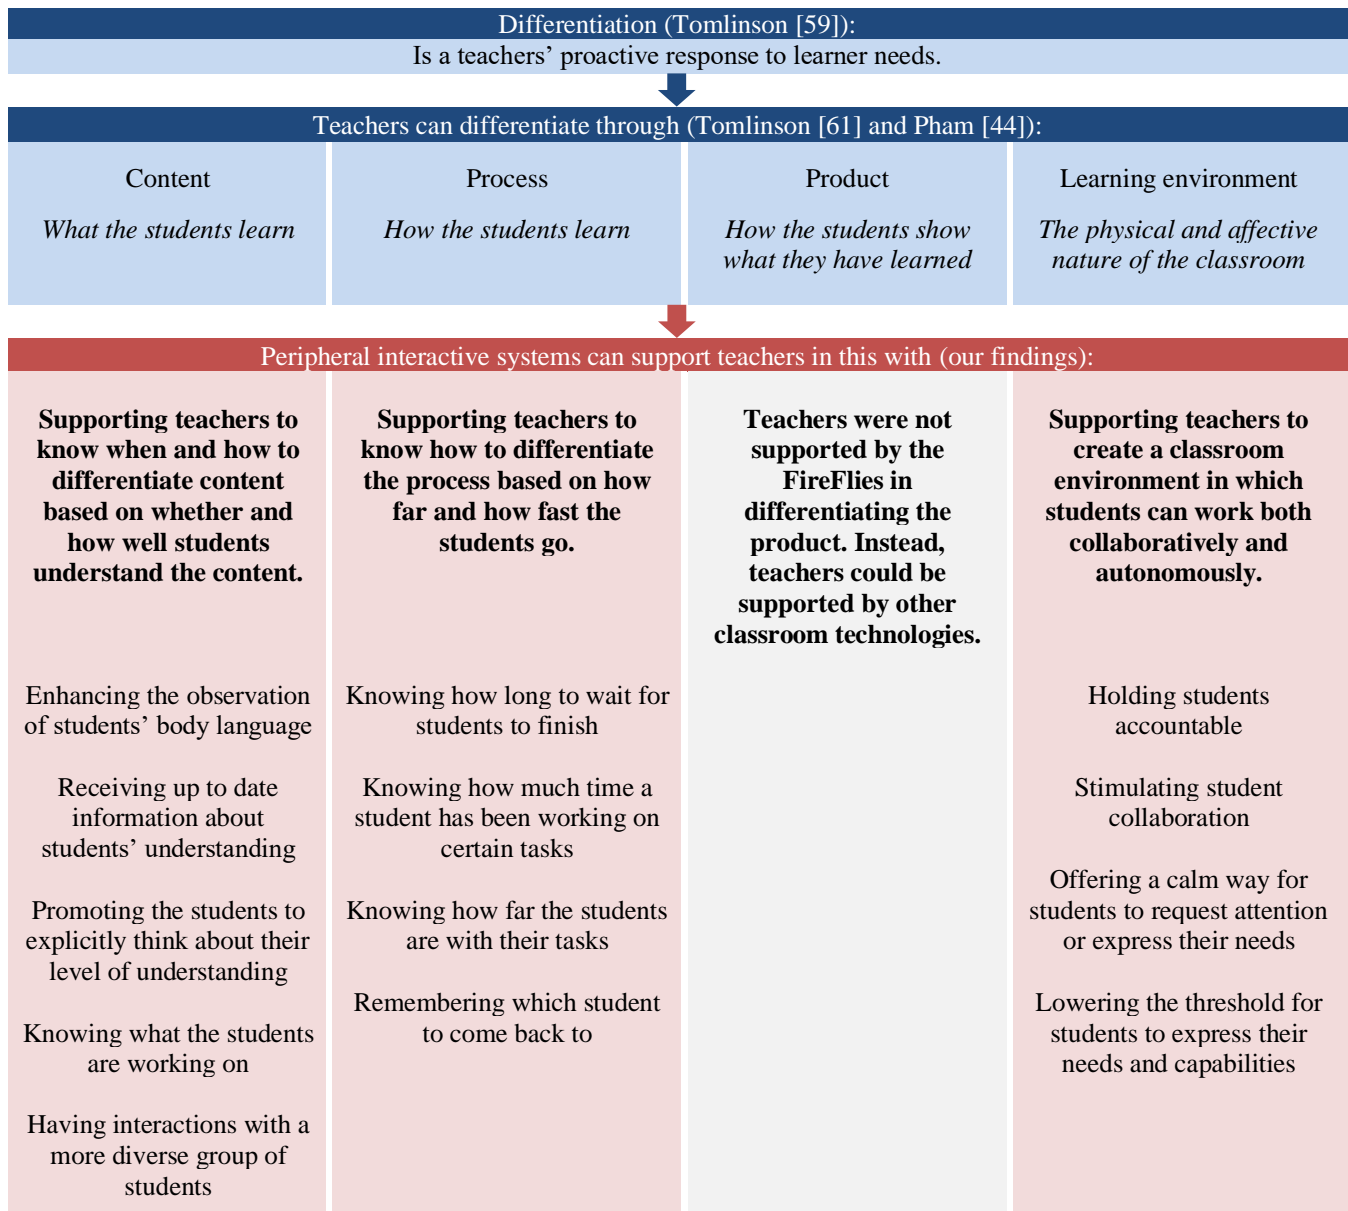 Differentiation (Tomlinson [59]):
Is a teachers’ proactive response to learner needs.
Teachers can differentiate through (Tomlinson [61] and Pham [44]):
Content
What the students learn
Process
How the students learn
Product
How the students show
what they have learned
Learning environment
The physical and affective
nature of the classroom
Peripheral interactive systems can support teachers in this with (our findings):
Supporting teachers to
know when and how to
differentiate content
based on whether and
how well students
understand the content.
Enhancing the observation
of students’ body language
Receiving up to date
information about
students’ understanding
Promoting the students to
explicitly think about their
level of understanding
Knowing what the students
are working on
Having interactions with a
more diverse group of
students
Supporting teachers to
know how to differentiate
the process based on how
far and how fast the
students go.
Knowing how long to wait for
students to finish
Knowing how much time a
student has been working on
certain tasks
Knowing how far the students
are with their tasks
Remembering which student
to come back to
Teachers were not
supported by the
FireFlies in
differentiating the
product. Instead,
teachers could be
supported by other
classroom technologies.
Supporting teachers to
create a classroom
environment in which
students can work both
collaboratively and
autonomously.
Holding students
accountable
Stimulating student
collaboration
Offering a calm way for
students to request attention
or express their needs
Lowering the threshold for
students to express their
needs and capabilities